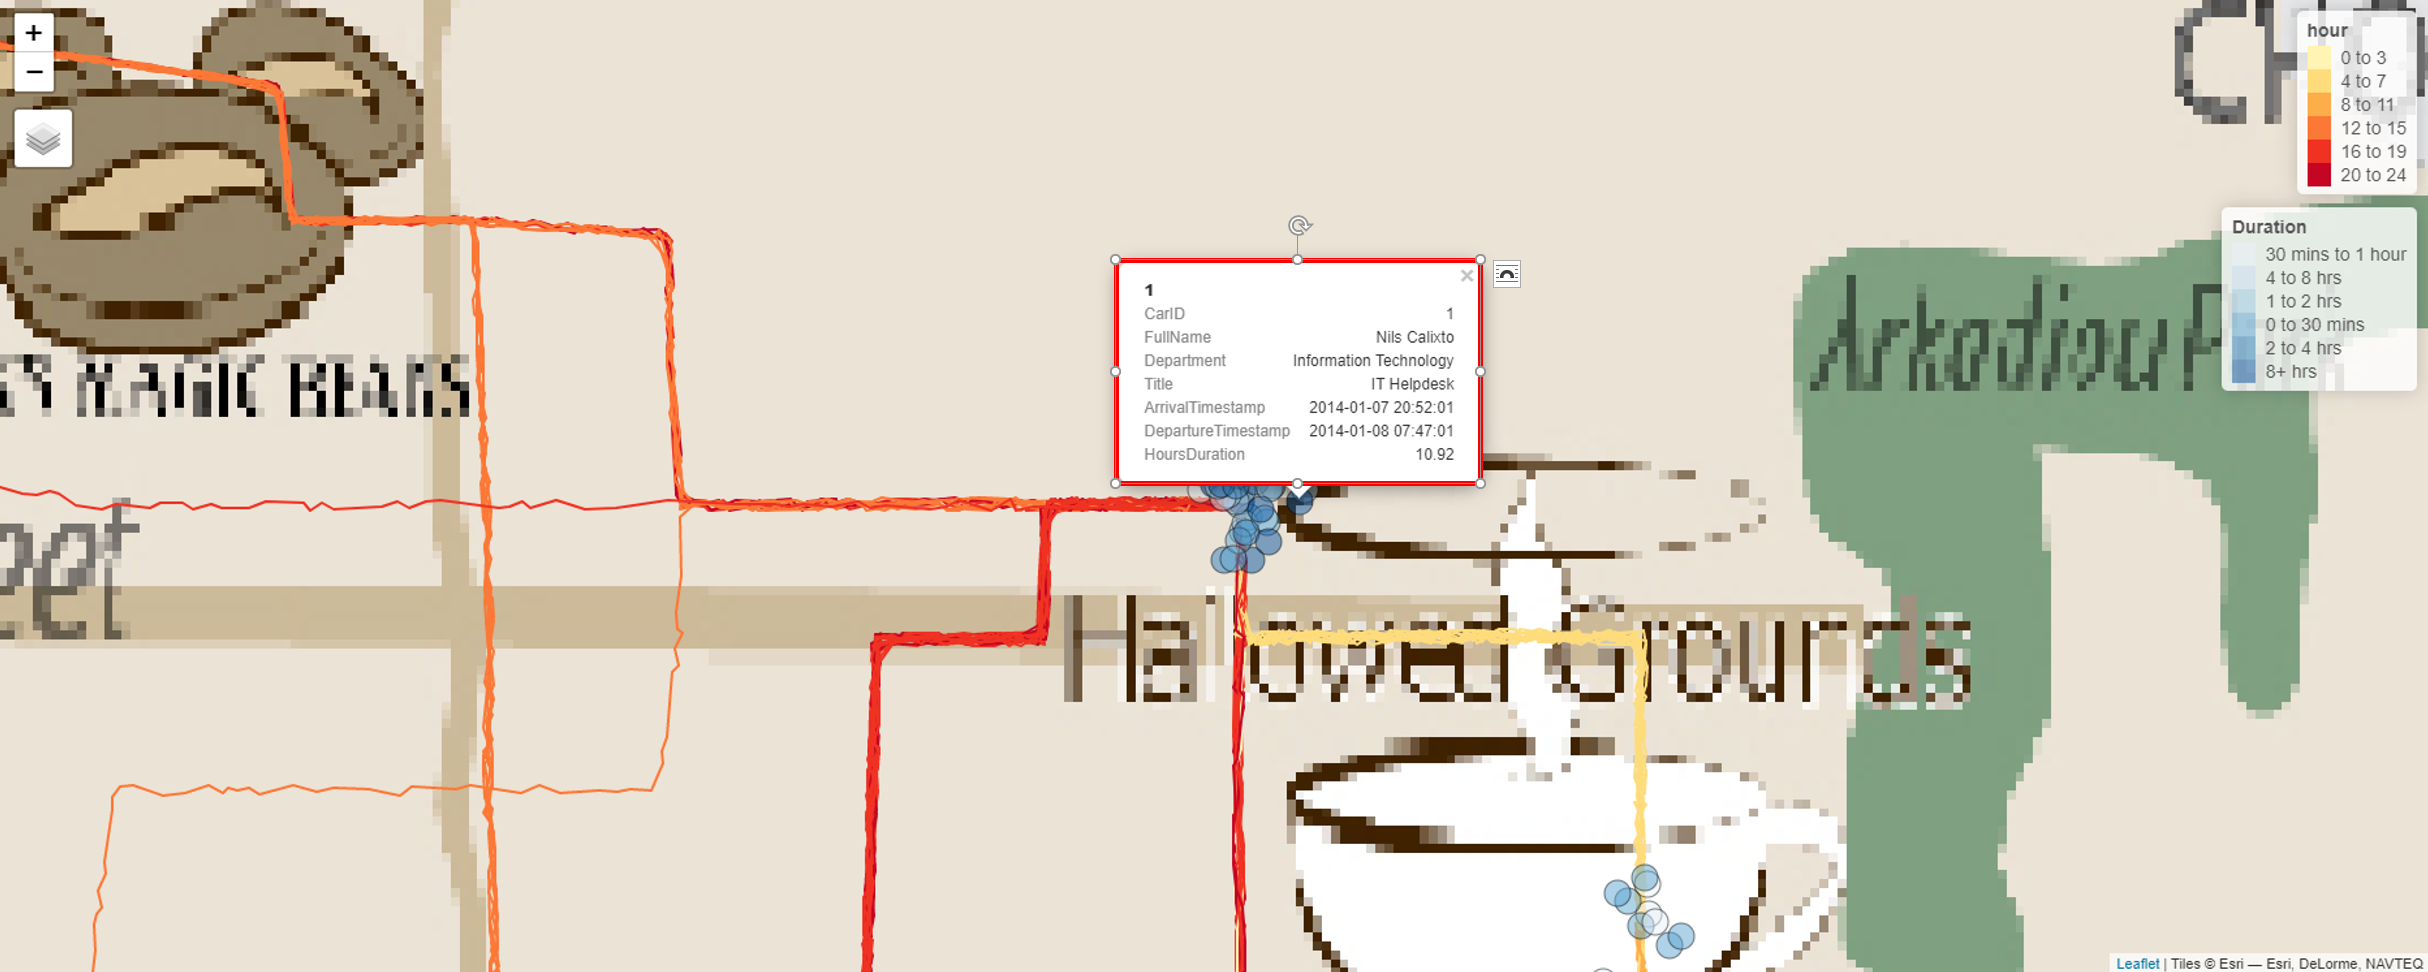 +
−
hour
0 to 3
4 to 7
8 to 11
12 to 15
16 to 19
20 to 24
Duration
30 mins to 1 hour
4 to 8 hrs
1 to 2 hrs
0 to 30 mins
2 to 4 hrs
8+ hrs
×
1
CarID 1
FullName Nils Calixto
Department Information Technology
Title IT Helpdesk
ArrivalTimestamp 2014-01-07 20:52:01
DepartureTimestamp 2014-01-08 07:47:01
HoursDuration 10.92
Arkadiou P
MAGIC BEANS
Hallowed Grounds
Leaflet | Tiles © Esri — Esri, DeLorme, NAVTEQ